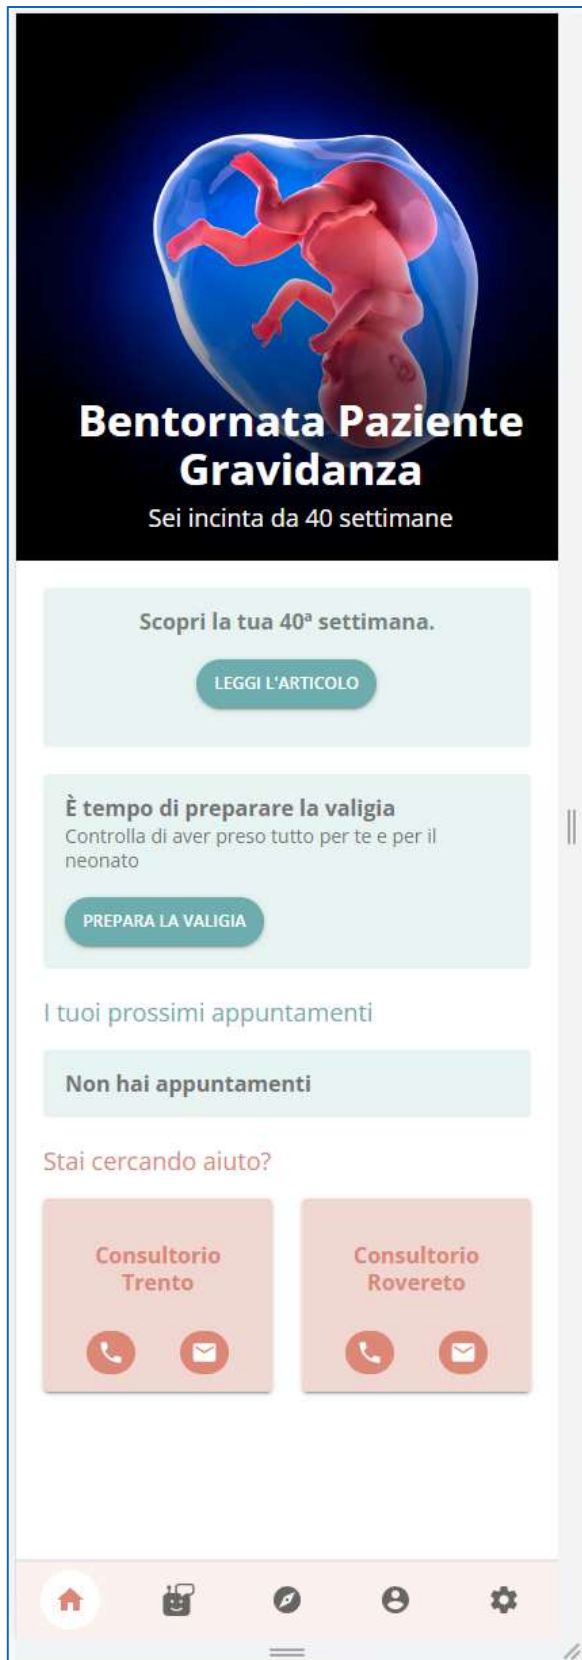 Bentornata Paziente
Gravidanza
Sei incinta da 40 settimane
Scopri la tua 40ª settimana.
LEGGI L'ARTICOLO
È tempo di preparare la valigia
Controlla di aver preso tutto per te e per il
neonato
PREPARA LA VALIGIA
I tuoi prossimi appuntamenti
Non hai appuntamenti
Stai cercando aiuto?
Consultorio
Trento
Consultorio
Rovereto